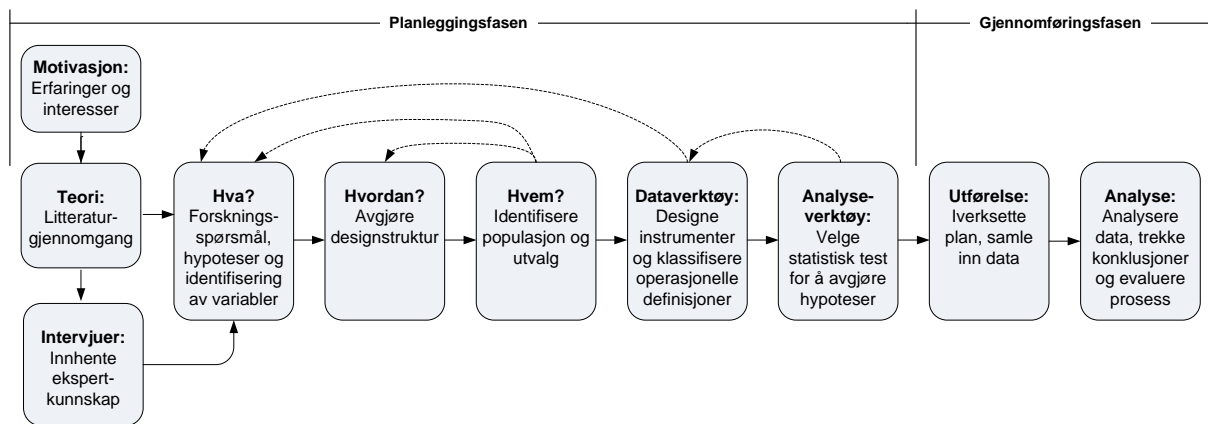 Planleggingsfasen
Gjennomføringsfasen
Motivasjon:
Erfaringer og
interesser
Teori:
Litteratur-
gjennomgang
Intervjuer:
Innhente
ekspert-
kunnskap
Hva?
Forsknings-
spørsmål,
hypoteser og
identifisering
av variabler
Hvordan?
Avgjøre
designstruktur
Hvem?
Identifisere
populasjon og
utvalg
Dataverktøy:
Designe
instrumenter
og klassifisere
operasjonelle
definisjoner
Analyse-
verktøy:
Velge
statistisk test
for å avgjøre
hypoteser
Utførelse:
Iverksette
plan, samle
inn data
Analyse:
Analysere
data, trekke
konklusjoner
og evaluere
prosess